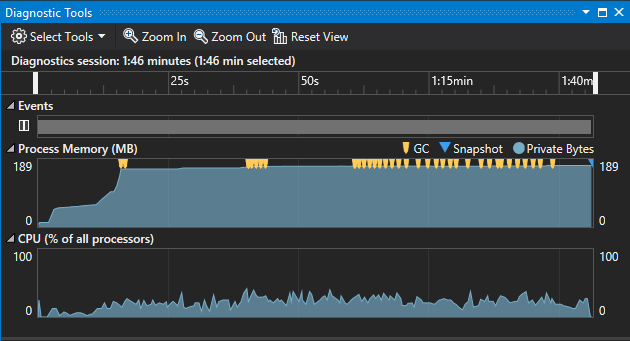 Diagnostic Tools
Select Tools Zoom In Zoom Out Reset View
Diagnostics session: 1:46 minutes (1:46 min selected)
25s 50s 1:15min 1:40m
Events
Process Memory (MB) GC Snapshot Private Bytes
189 189
0 0
CPU (% of all processors)
100 100
0 0